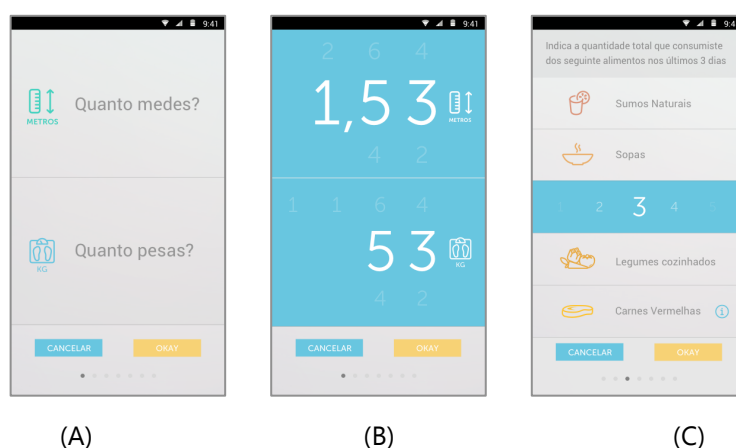 9:41
METROS
Quanto medes?
KG
Quanto pesas?
CANCELAR OKAY
(A)
9:41
2 6 4
1,5 3
METROS
4 2
1 1 6 4
5 3
KG
4 2
CANCELAR OKAY
(B)
9:4
Indica a quantidade total que consumiste
dos seguinte alimentos nos últimos 3 dias
Sumos Naturais
Sopas
2 3 4
Legumes cozinhados
Carnes Vermelhas i
CANCELAR OKAY
(C)